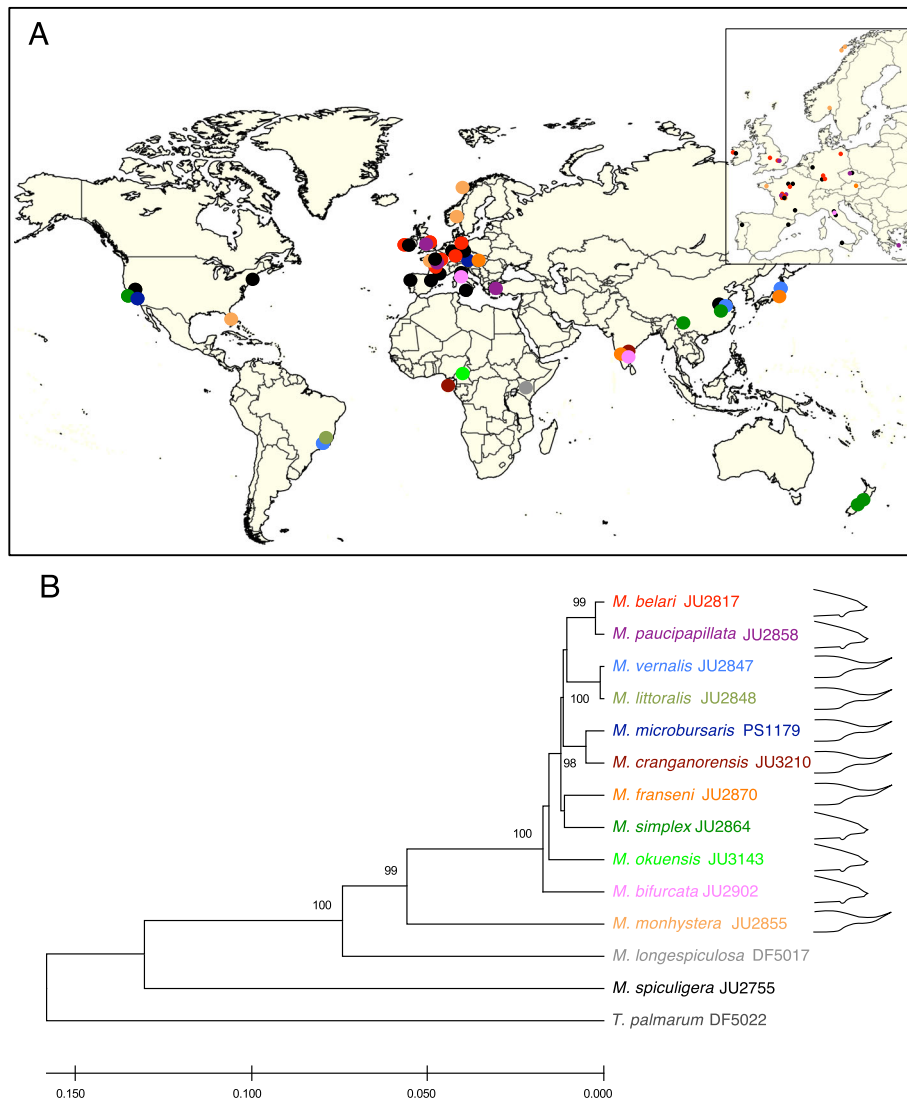 A
B
99
M. belari JU2817
M. paucipapillata JU2858
M. vernalis JU2847
100
M. littoralis JU2848
M. microbursaris PS1179
98
M. cranganorensis JU3210
M. franseni JU2870
M. simplex JU2864
100
M. okuensis JU3143
99
M. bifurcata JU2902
100
M. monhystera JU2855
M. longespiculosa DF5017
M. spiculigera JU2755
T. palmarum DF5022
0.150
0.100
0.050
0.000